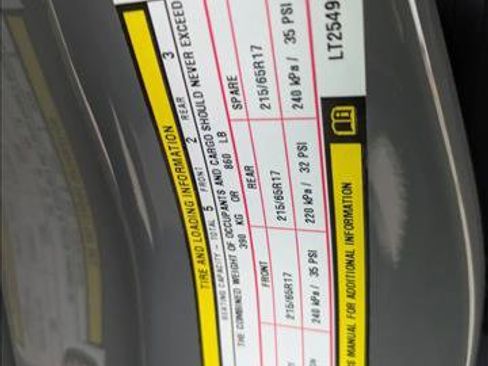 TIRE AND LOADING INFORMATION
SEATING CAPACITY - TOTAL 5 FRONT 2 REAR 3
THE COMBINED WEIGHT OF OCCUPANTS AND CARGO SHOULD NEVER EXCEED
390 KG OR 860 LB
FRONT REAR SPARE
215/65R17 215/65R17 215/65R17
240 kPa/ 35 PSI 220 kPa/ 32 PSI 240 kPa/ 35 PSI
S MANUAL FOR ADDITIONAL INFORMATION
LT2549